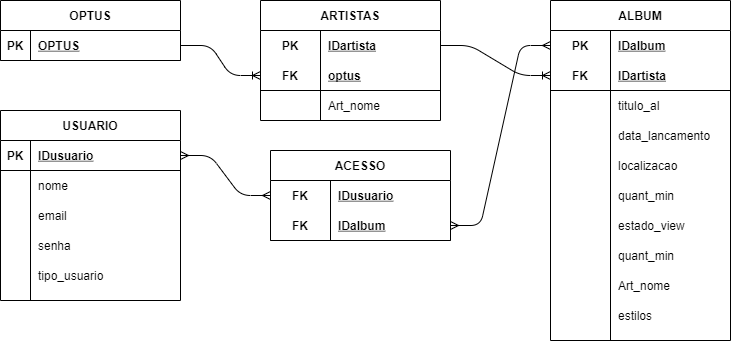 OPTUS
PK OPTUS
ARTISTAS
PK IDartista
FK optus
Art_nome
ALBUM
PK IDalbum
FK IDartista
titulo_al
data_lancamento
localizacao
quant_min
estado_view
quant_min
Art_nome
estilos
USUARIO
PK IDusuario
nome
email
senha
tipo_usuario
ACESSO
FK IDusuario
FK IDalbum